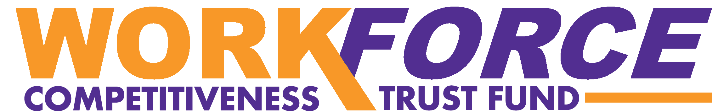 WORKFORCE
COMPETITIVENESS TRUST FUND